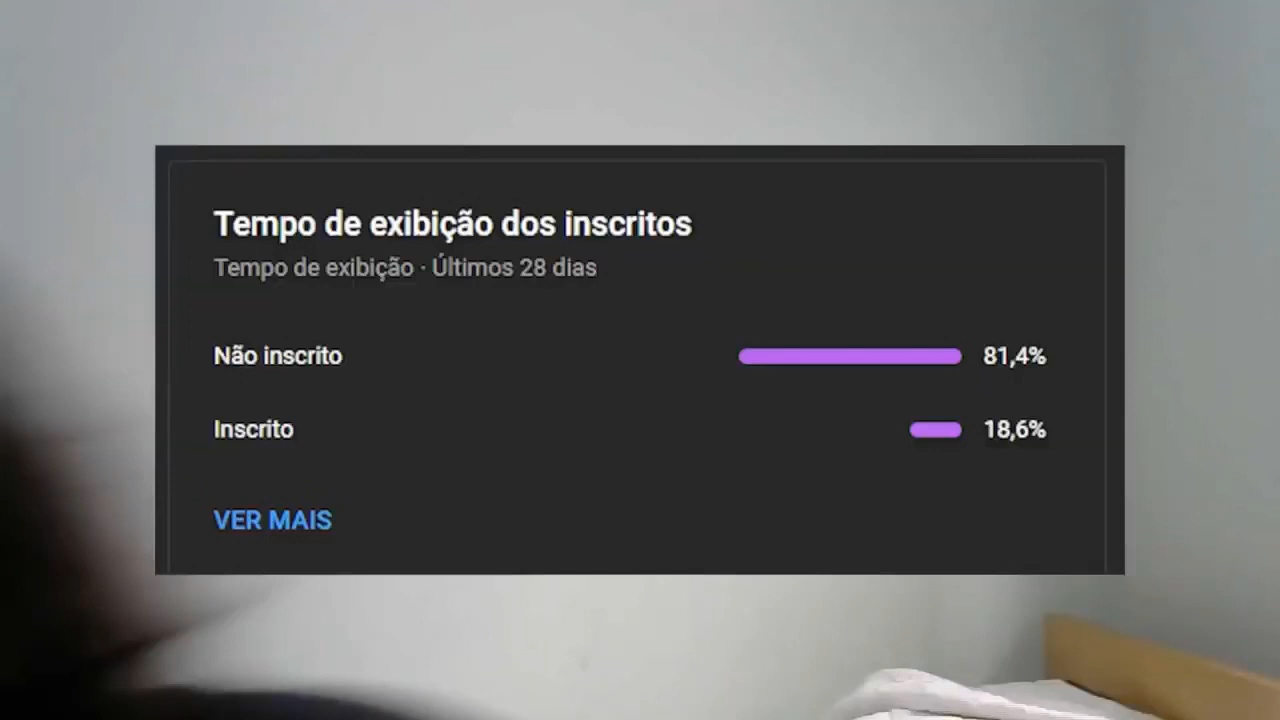 Tempo de exibição dos inscritos
Tempo de exibição · Últimos 28 dias
Não inscrito 81,4%
Inscrito 18,6%
VER MAIS